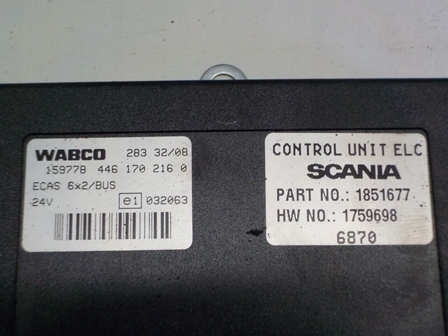 WABCO 283 32/08
159778 446 170 216 0
ECAS 6x2/BUS
24V e1 032063
CONTROL UNIT ELC
SCANIA
PART NO.: 1851677
HW NO.: 1759698
6870